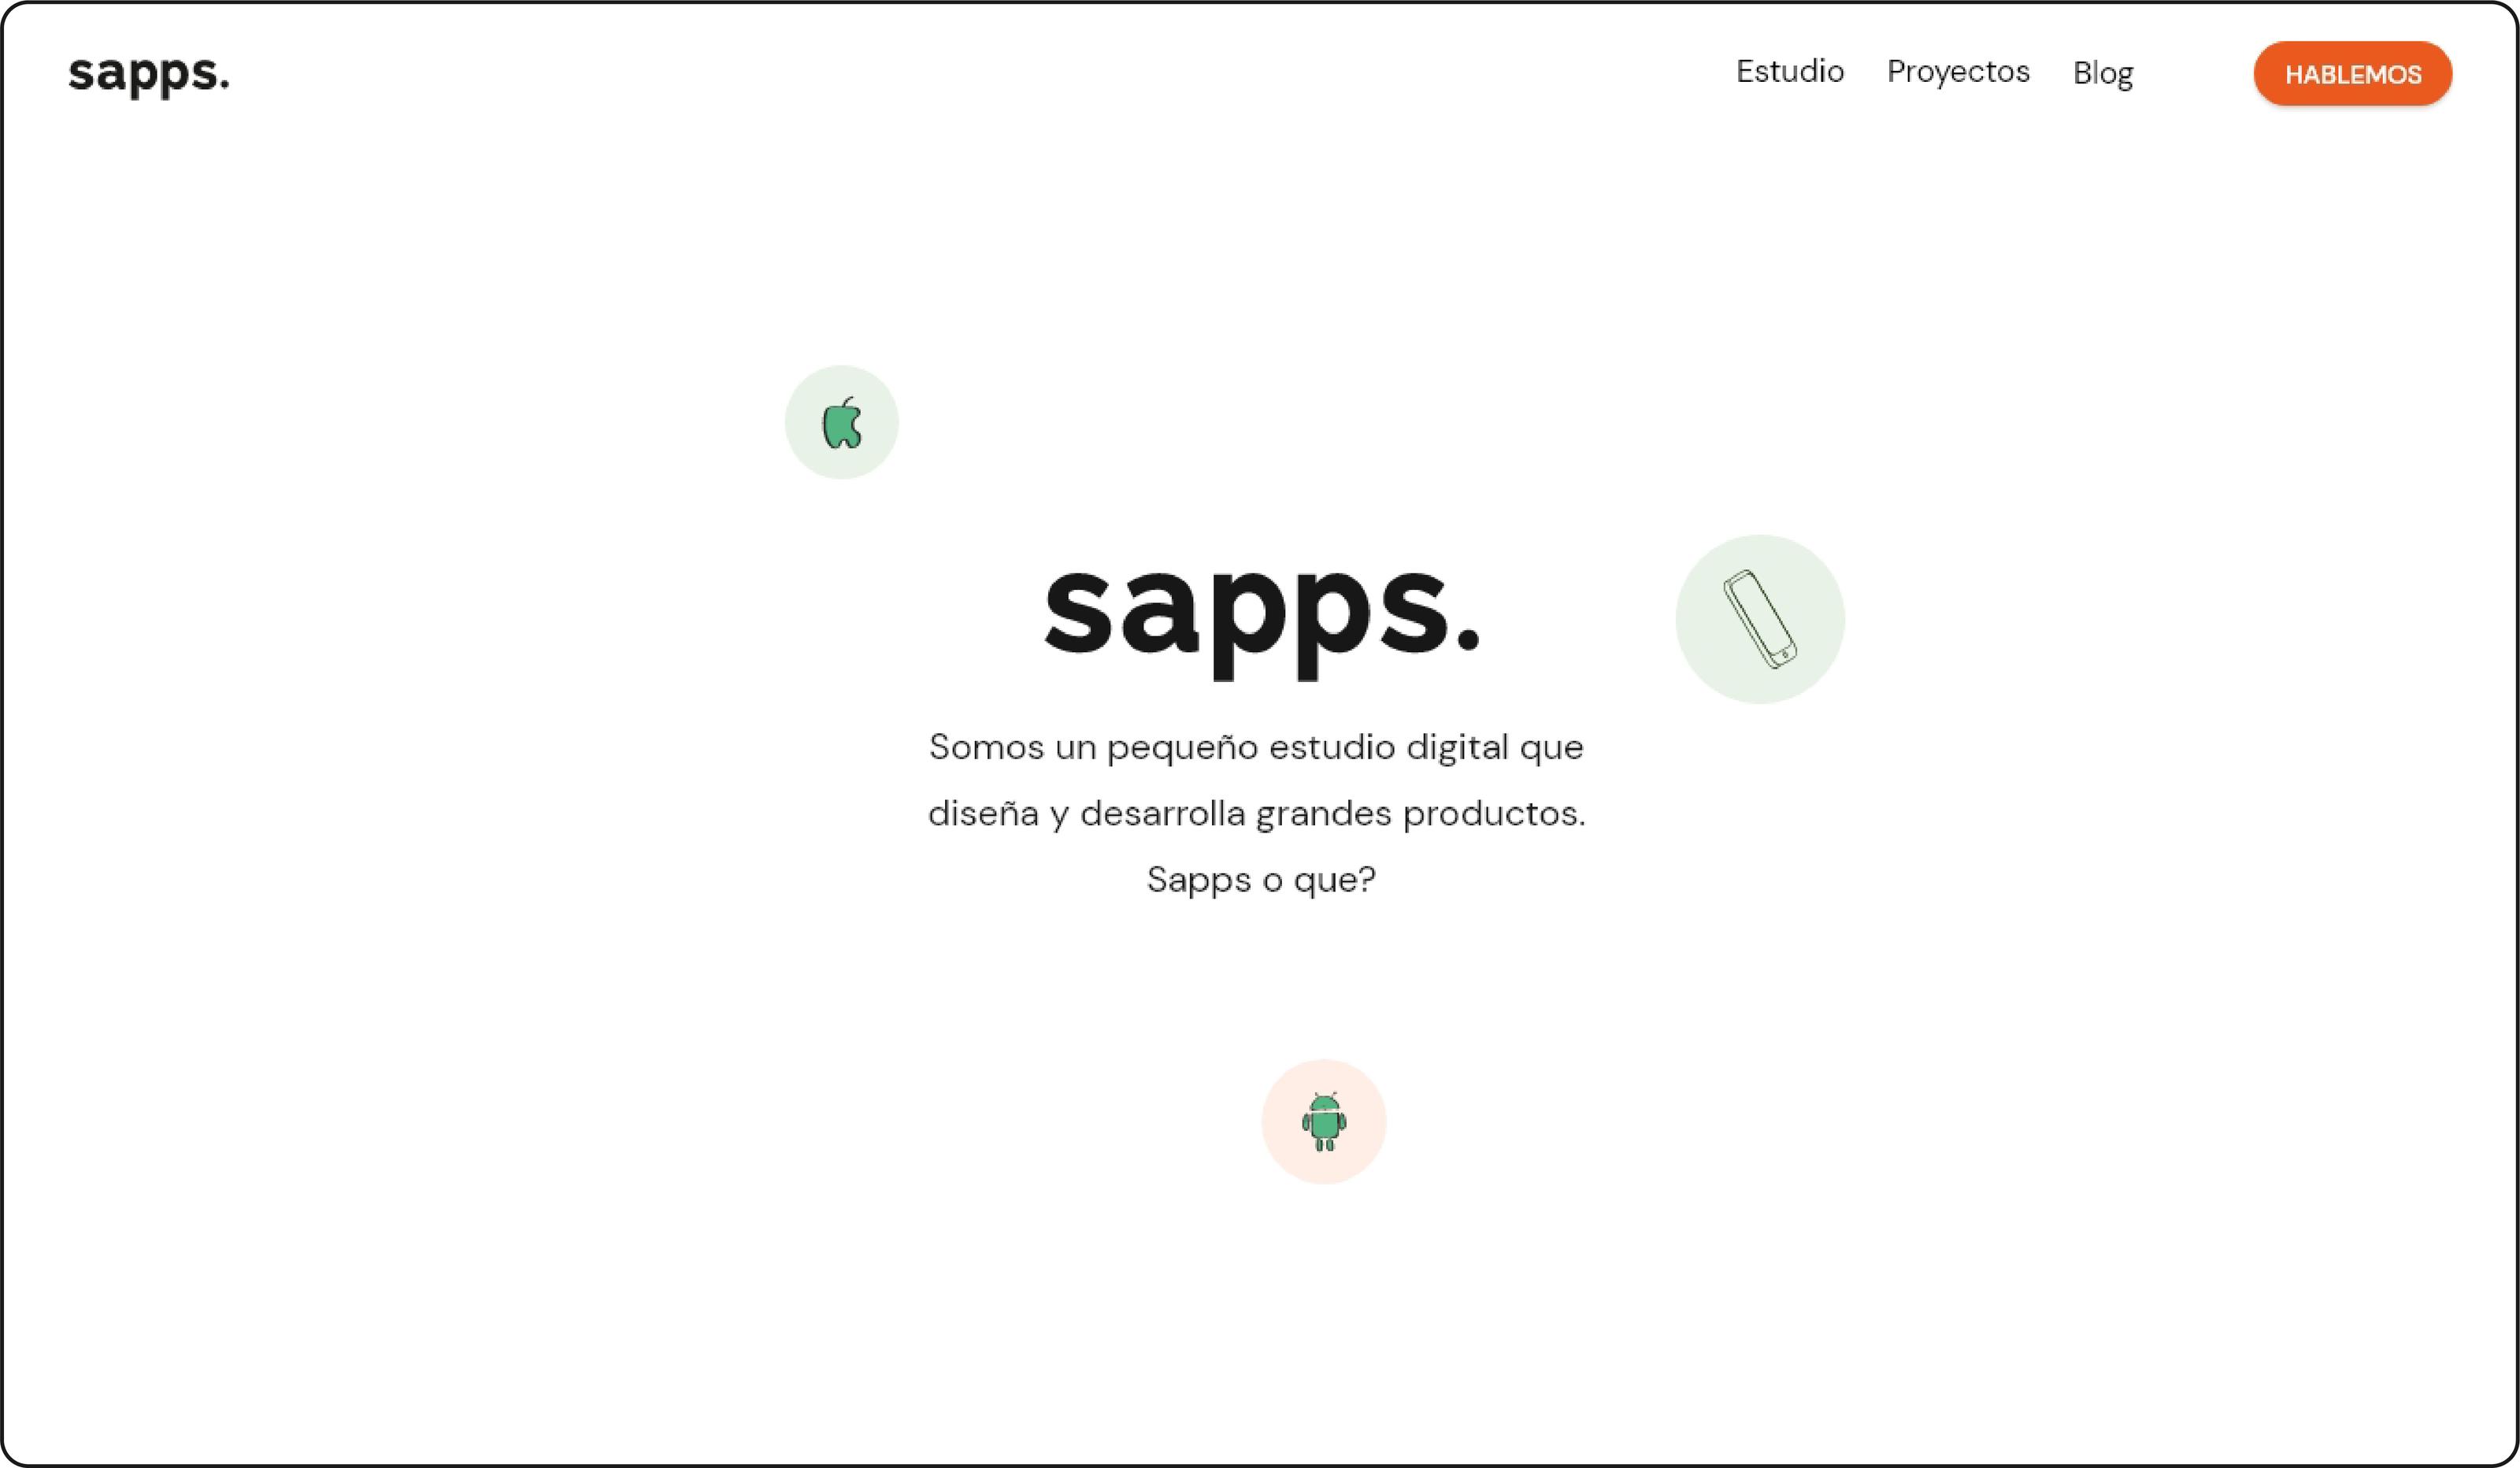 sapps.
Estudio Proyectos Blog HABLEMOS
sapps.
Somos un pequeño estudio digital que
diseña y desarrolla grandes productos.
Sapps o que?